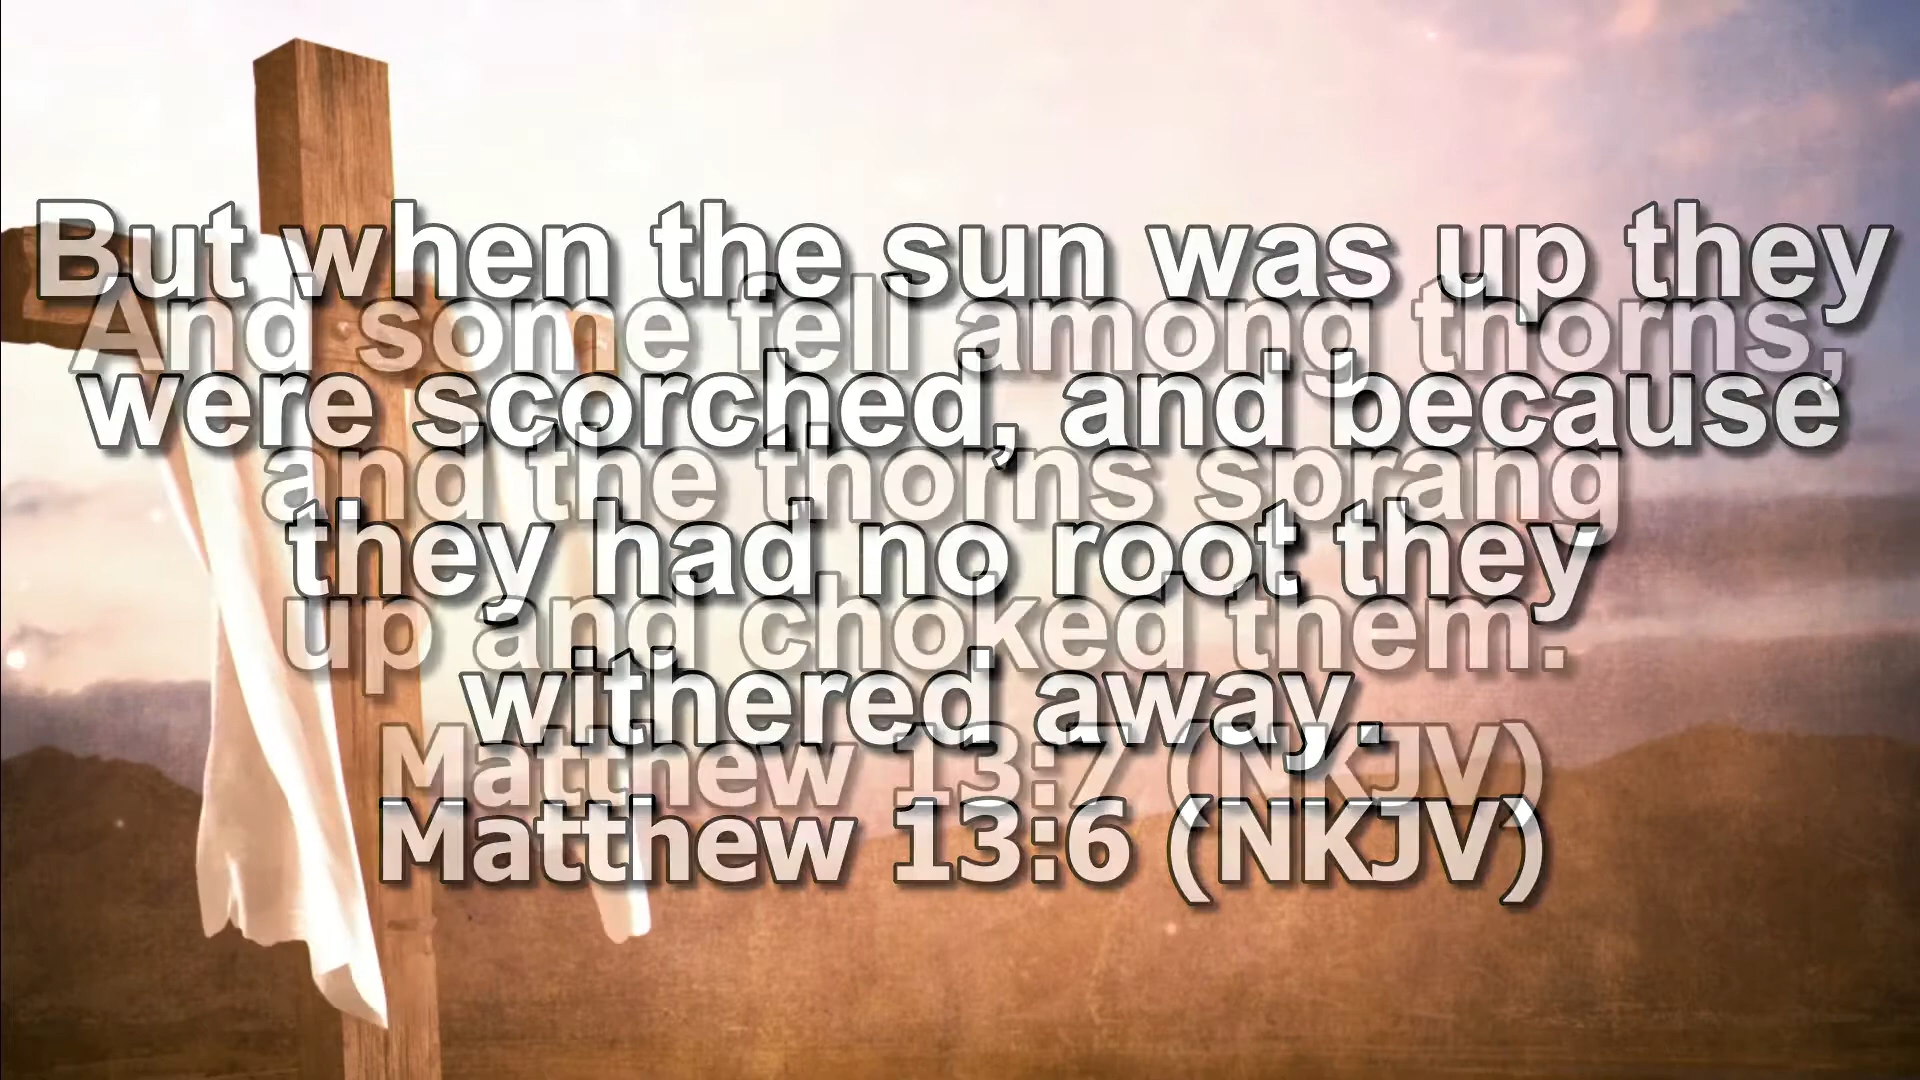 But when the sun was up they
were scorched, and because
they had no root they
withered away.
Matthew 13:6 (NKJV)
And some fell among thorns,
and the thorns sprang
up and choked them.
Matthew 13:7 (NKJV)